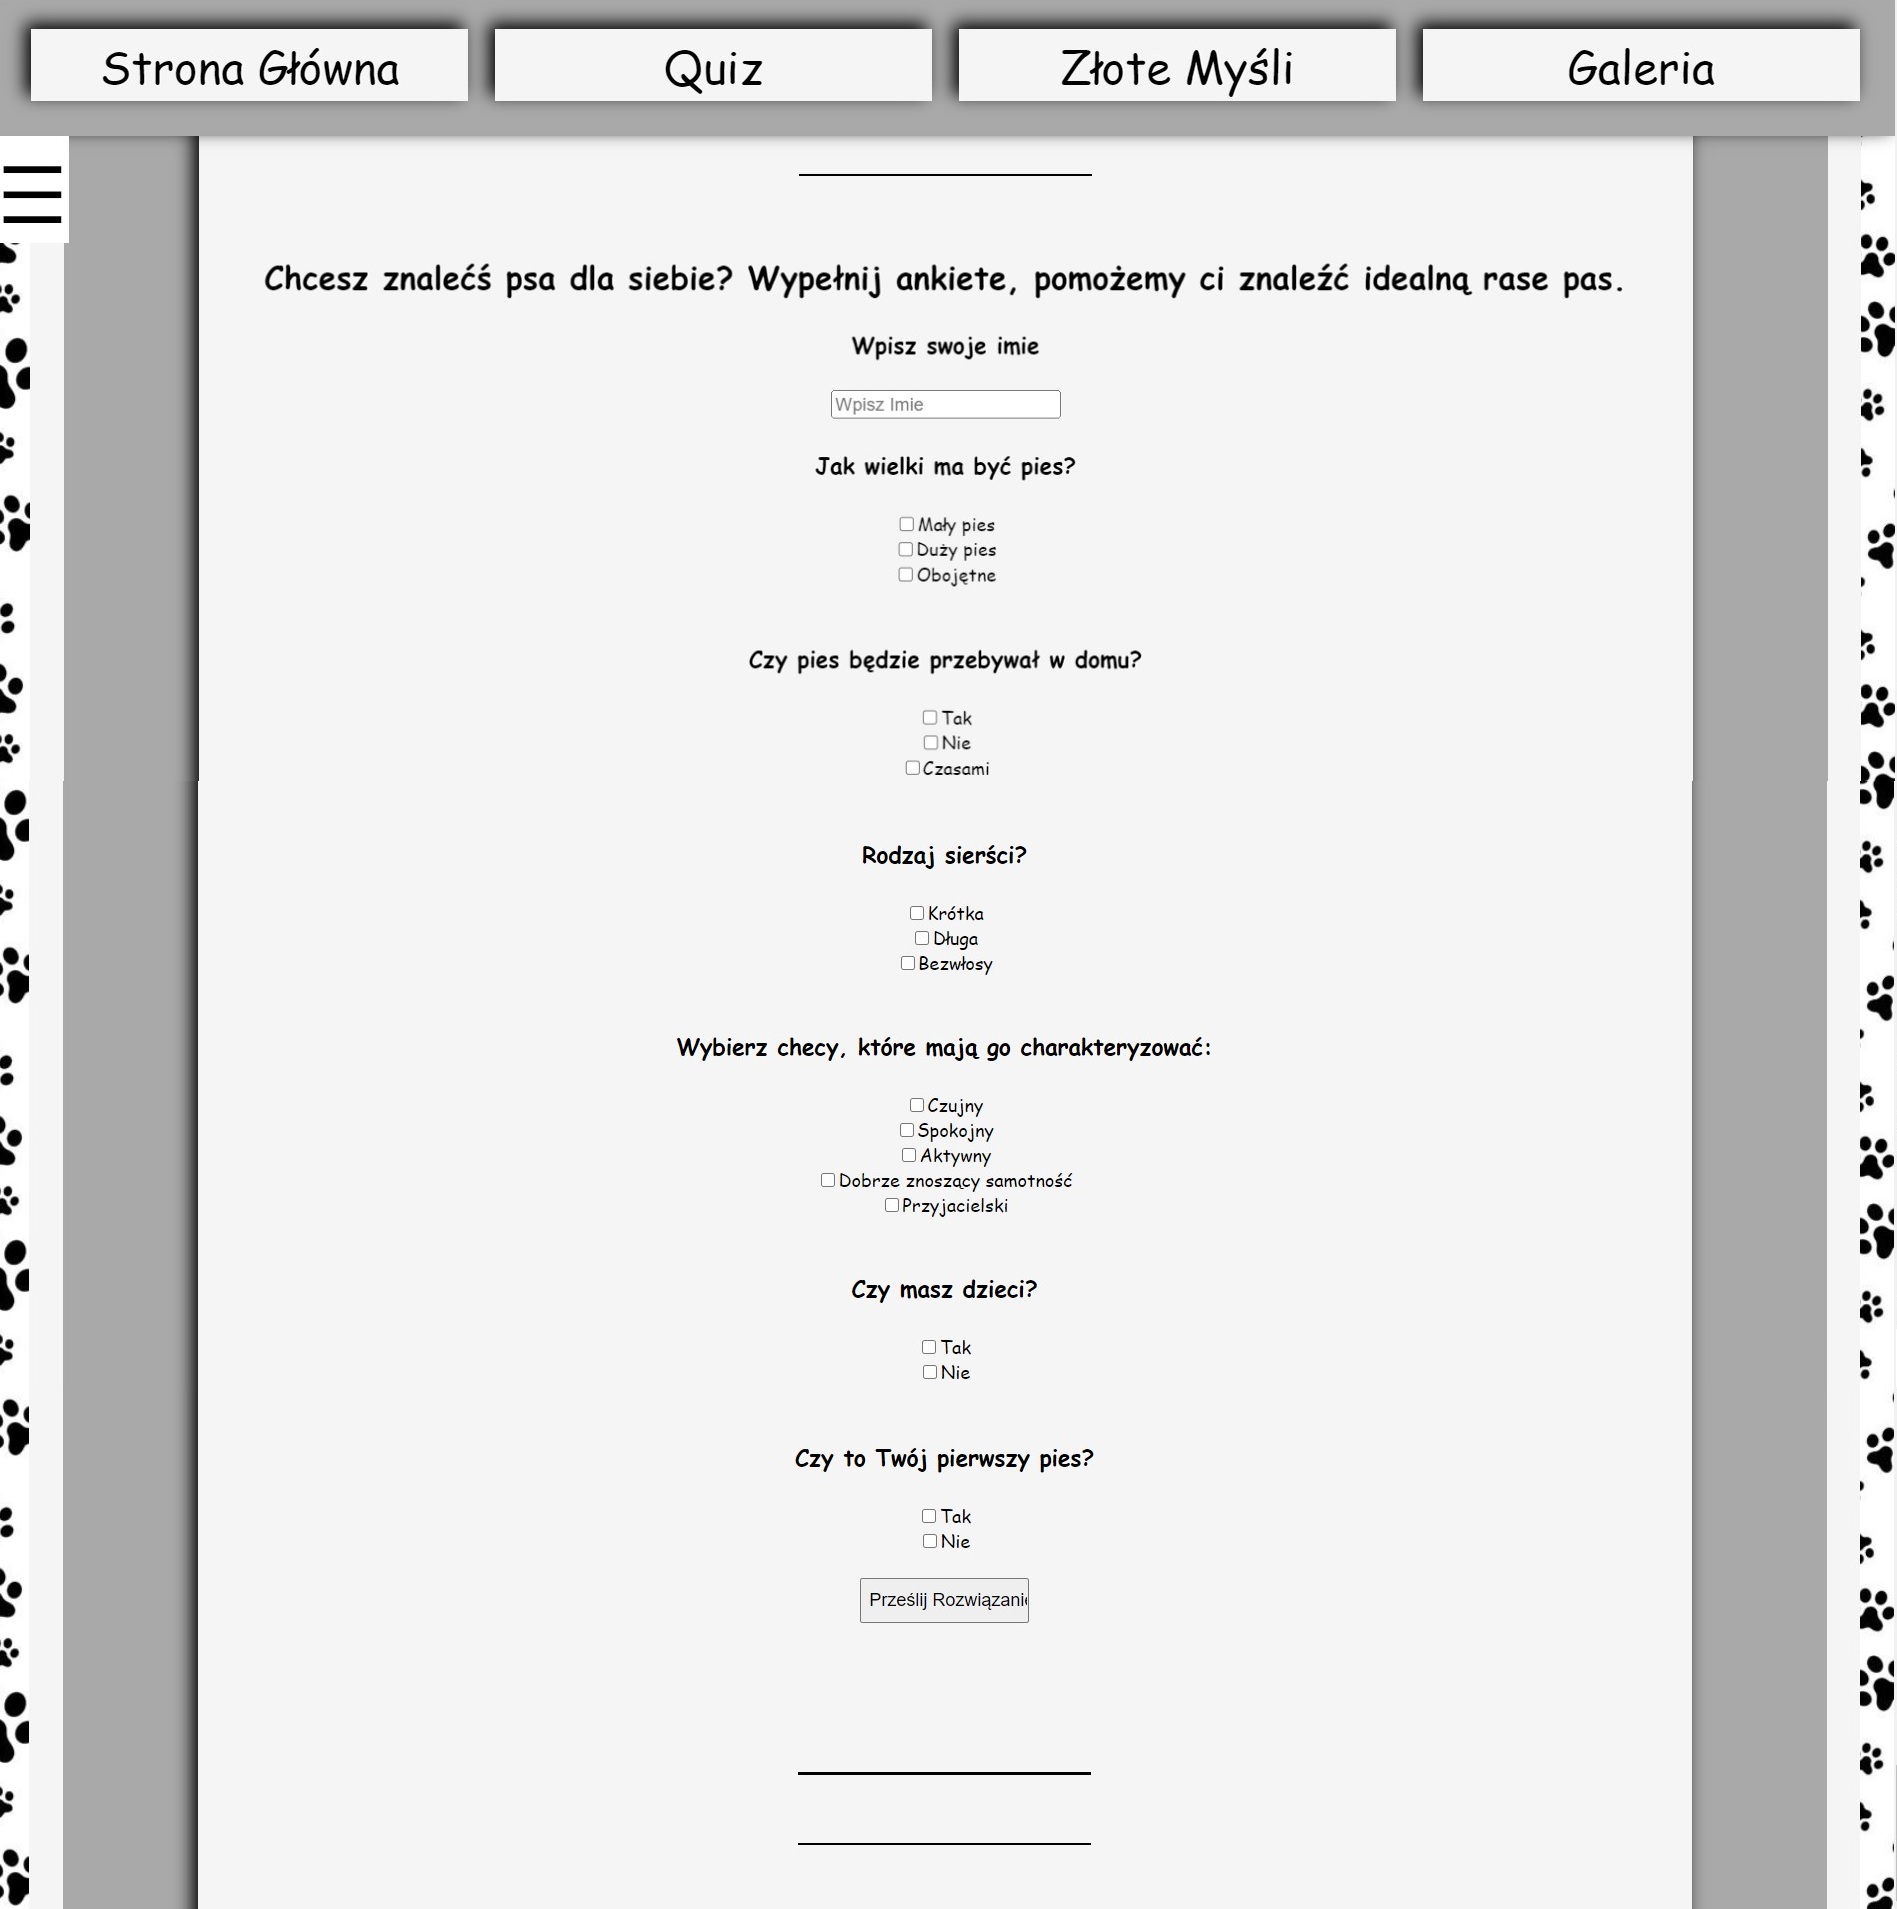 Strona Główna
Quiz
Złote Myśli
Galeria
Chcesz znalećś psa dla siebie? Wypełnij ankiete, pomożemy ci znaleźć idealną rase pas.
Wpisz swoje imie
Wpisz Imie
Jak wielki ma być pies?
Mały pies
Duży pies
Obojętne
Czy pies będzie przebywał w domu?
Tak
Nie
Czasami
Rodzaj sierści?
Krótka
Długa
Bezwłosy
Wybierz checy, które mają go charakteryzować:
Czujny
Spokojny
Aktywny
Dobrze znoszący samotność
Przyjacielski
Czy masz dzieci?
Tak
Nie
Czy to Twój pierwszy pies?
Tak
Nie
Prześlij Rozwiązanie